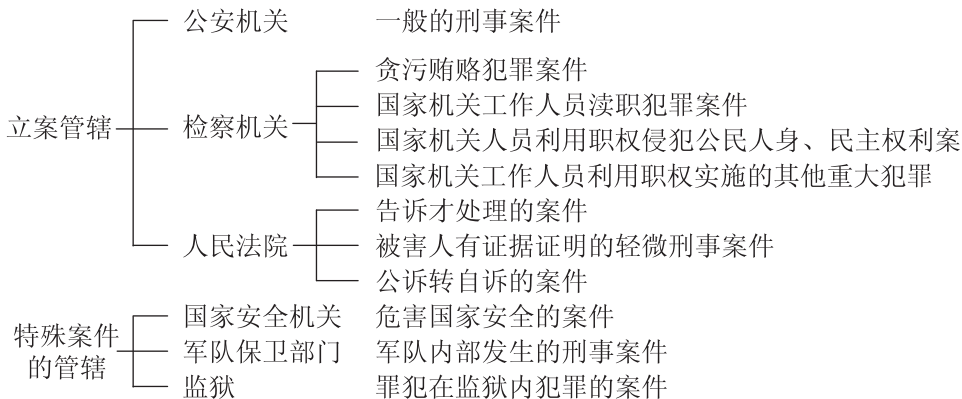 公安机关 一般的刑事案件
贪污贿赂犯罪案件
国家机关工作人员渎职犯罪案件
立案管辖 检察机关
国家机关人员利用职权侵犯公民人身、民主权利案
国家机关工作人员利用职权实施的其他重大犯罪
告诉才处理的案件
人民法院 被害人有证据证明的轻微刑事案件
公诉转自诉的案件
国家安全机关 危害国家安全的案件
特殊案件
的管辖
军队保卫部门 军队内部发生的刑事案件
监狱 罪犯在监狱内犯罪的案件